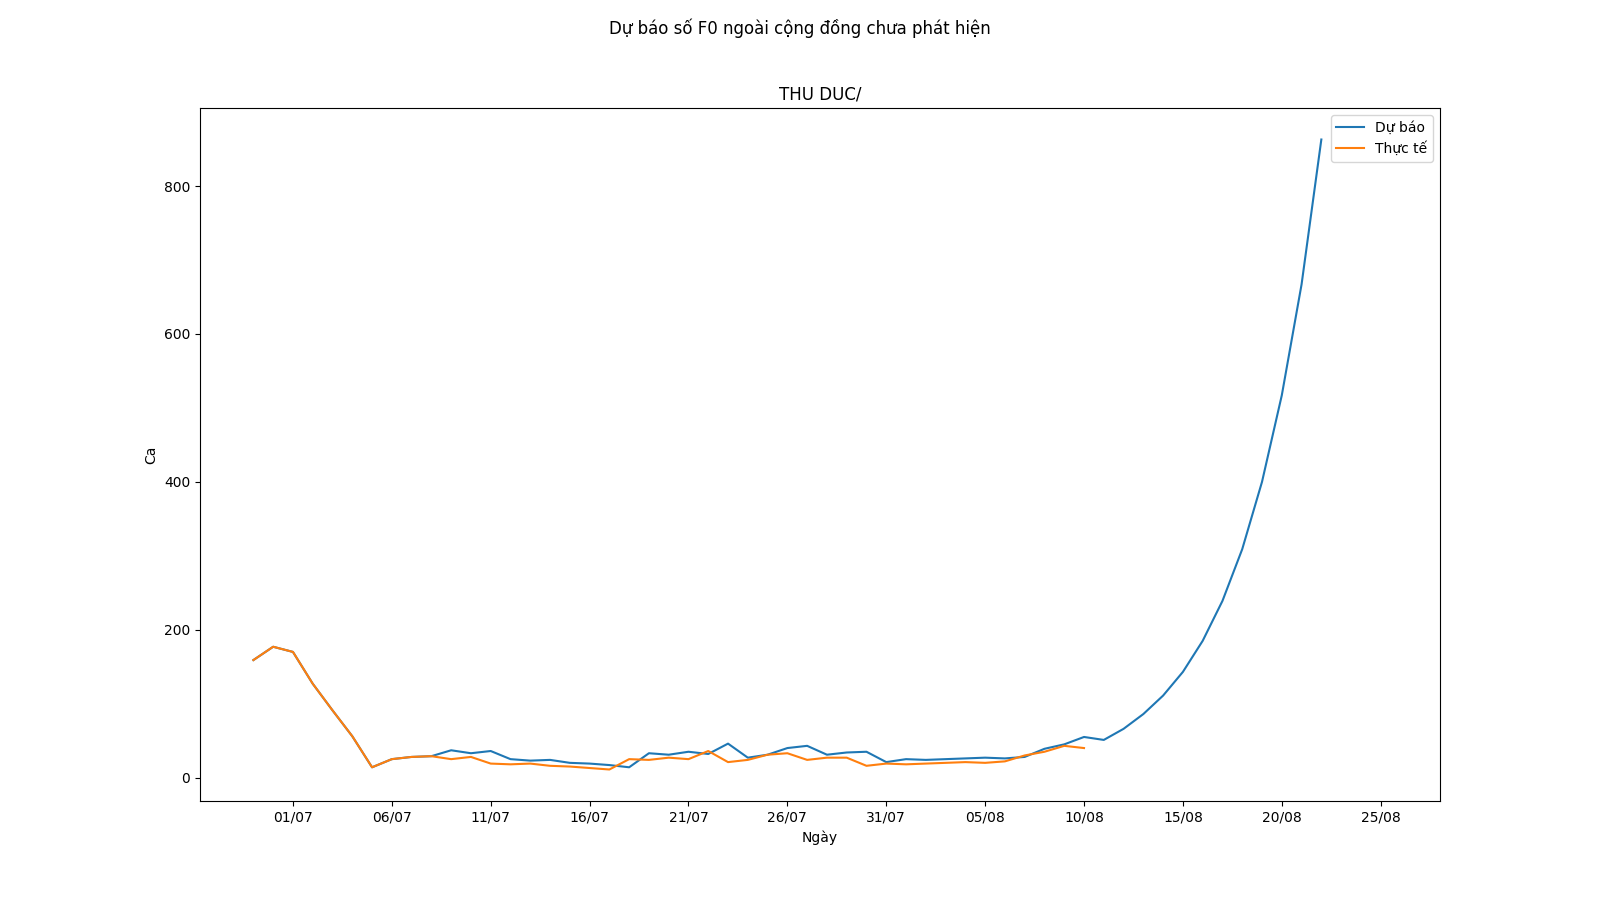 Dự báo số F0 ngoài cộng đồng chưa phát hiện
THU DUC/
Dự báo
Thực tế
800
600
400
200
0
Ca
01/07 06/07 11/07 16/07 21/07 26/07 31/07 05/08 10/08 15/08 20/08 25/08
Ngày